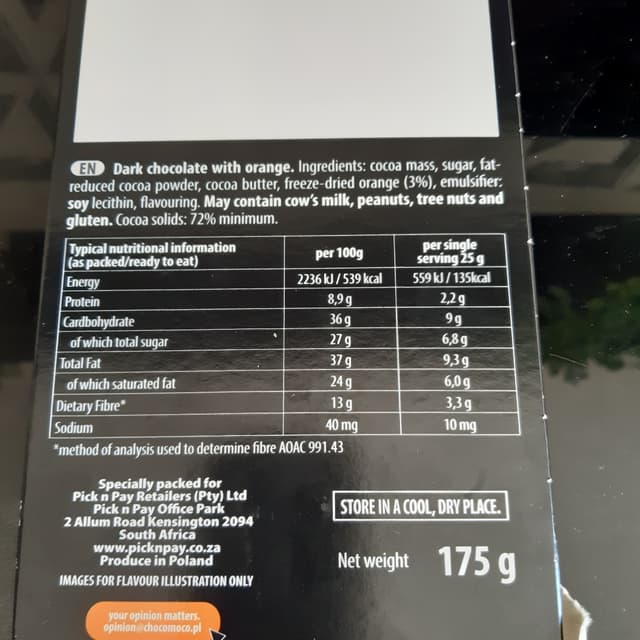 EN Dark chocolate with orange. Ingredients: cocoa mass, sugar, fat-
reduced cocoa powder, cocoa butter, freeze-dried orange (3%), emulsifier:
soy lecithin, flavouring. May contain cow's milk, peanuts, tree nuts and
gluten. Cocoa solids: 72% minimum.
Typical nutritional information
(as packed/ready to eat) per 100g per single
serving 25 g
Energy 2236 kJ / 539 kcal 559 kJ / 135kcal
Protein 8,9 g 2,2 g
Cardbohydrate 36 g 9 g
of which total sugar 27 g 6,8 g
Total Fat 37 g 9,3 g
of which saturated fat 24 g 6,0 g
Dietary Fibre* 13 g 3,3 g
Sodium 40 mg 10 mg
*method of analysis used to determine fibre AOAC 991.43
Specially packed for
Pick n Pay Retailers (Pty) Ltd
Pick n Pay Office Park
2 Allum Road Kensington 2094
South Africa
www.picknpay.co.za
Produce in Poland
IMAGES FOR FLAVOUR ILLUSTRATION ONLY
STORE IN A COOL, DRY PLACE.
Net weight 175 g
your opinion matters.
opinion@chocomoco.pl